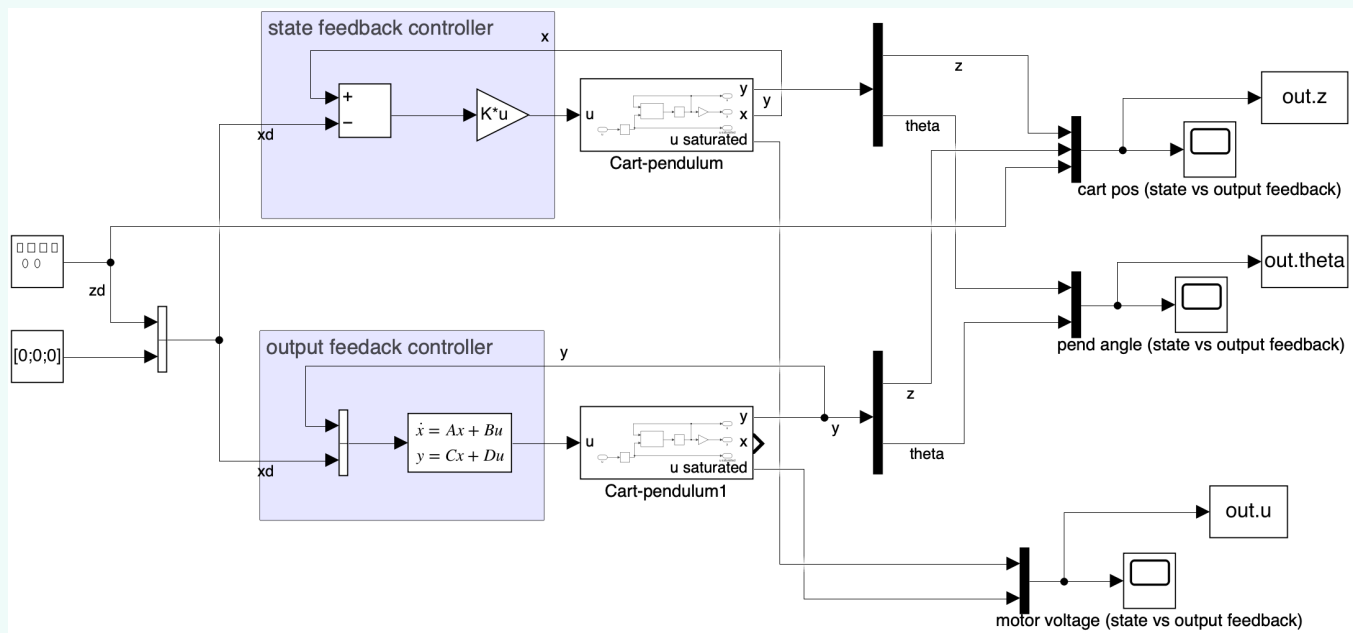 state feedback controller
x
+
−
xd
K*u
u
y
x
u saturated
Cart-pendulum
y
z
theta
out.z
cart pos (state vs output feedback)
zd
[0;0;0]
out.theta
pend angle (state vs output feedback)
output feedack controller
y
xd
ẋ = Ax + Bu
y = Cx + Du
u
y
x
u saturated
Cart-pendulum1
y
z
theta
out.u
motor voltage (state vs output feedback)